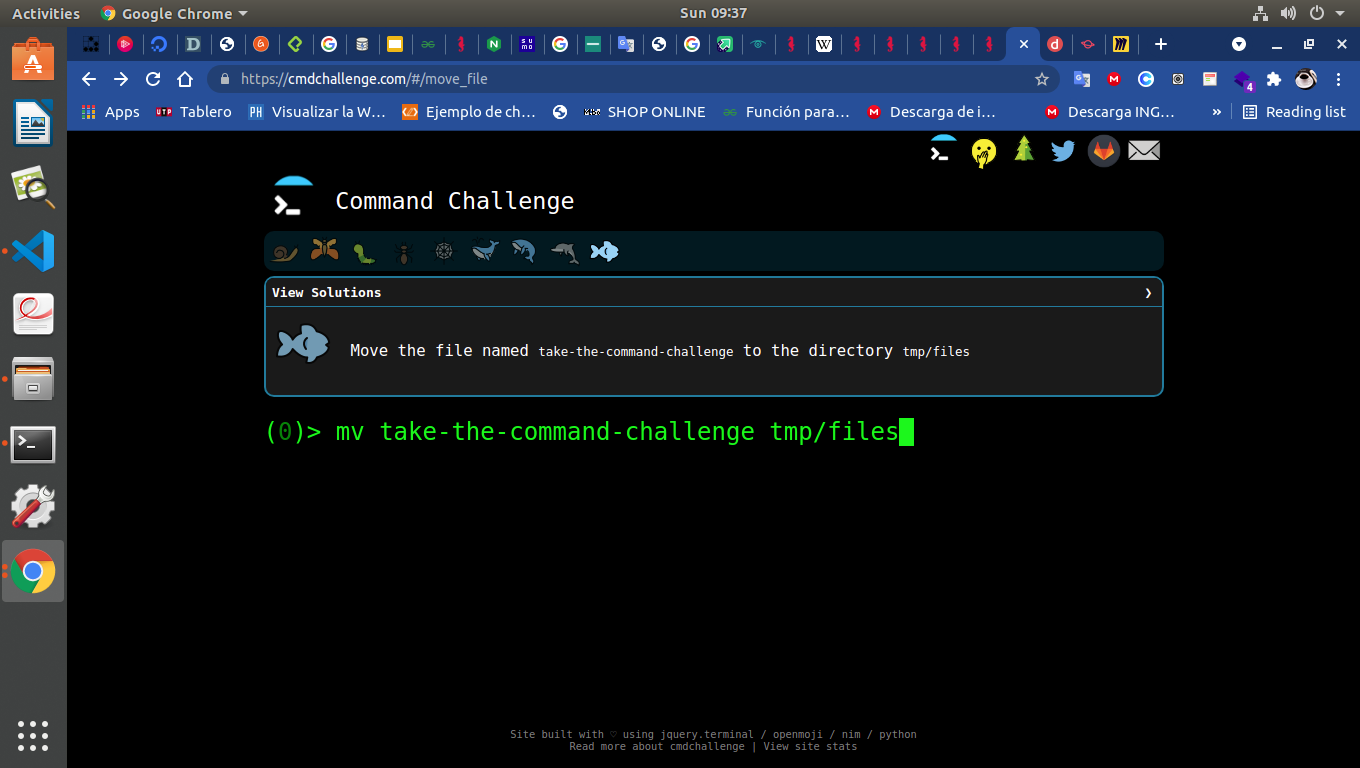 Activities Google Chrome Sun 09:37
https://cmdchallenge.com/#/move_file
Apps Tablero Visualizar la W... Ejemplo de ch... SHOP ONLINE Función para... Descarga de i... Descarga ING... » Reading list
Command Challenge
View Solutions ❯
Move the file named take-the-command-challenge to the directory tmp/files
(0)> mv take-the-command-challenge tmp/files
Site built with ♡ using jquery.terminal / openmoji / nim / python
Read more about cmdchallenge | View site stats